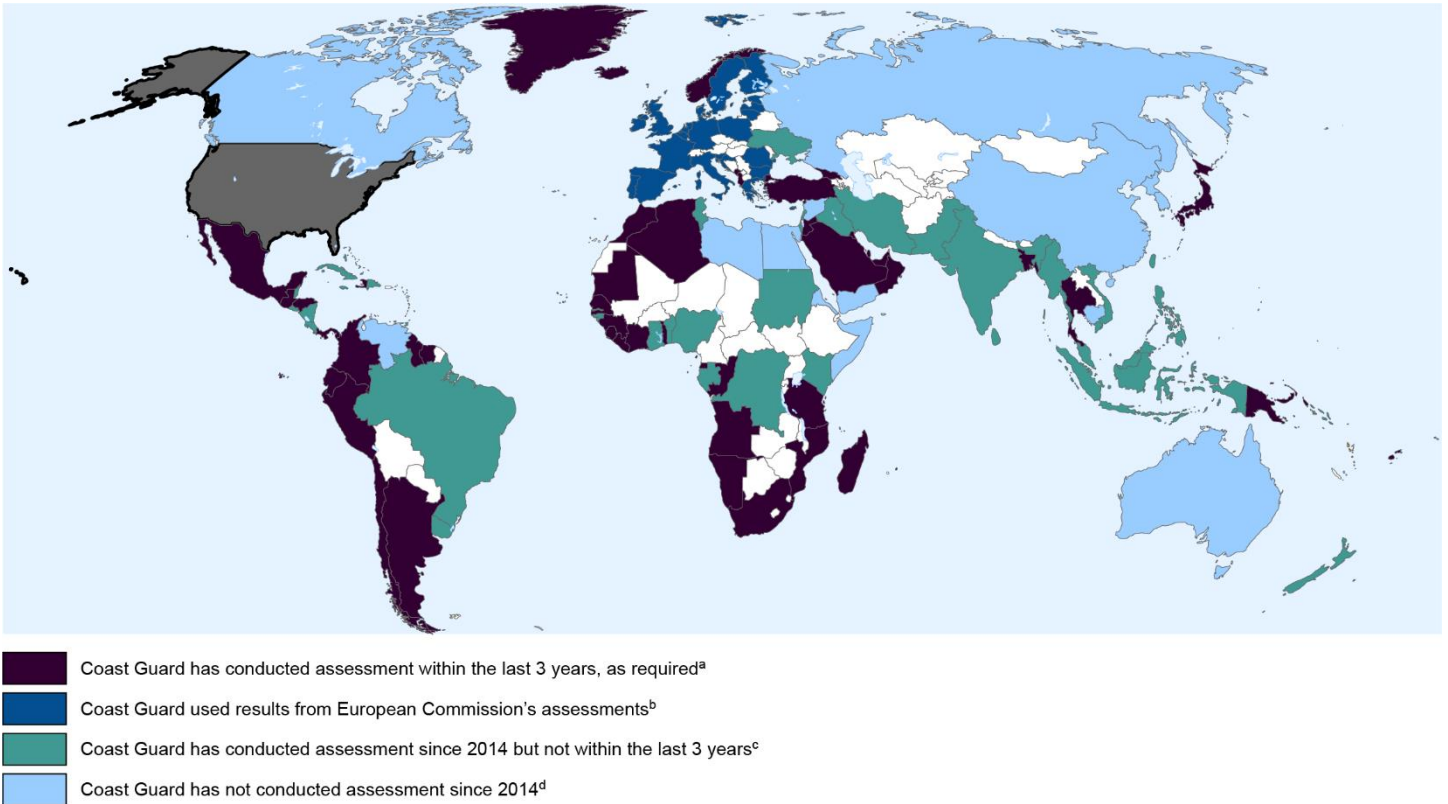 Coast Guard has conducted assessment within the last 3 years, as requiredᵃ
Coast Guard used results from European Commission's assessmentsᵇ
Coast Guard has conducted assessment since 2014 but not within the last 3 yearsᶜ
Coast Guard has not conducted assessment since 2014ᵈ